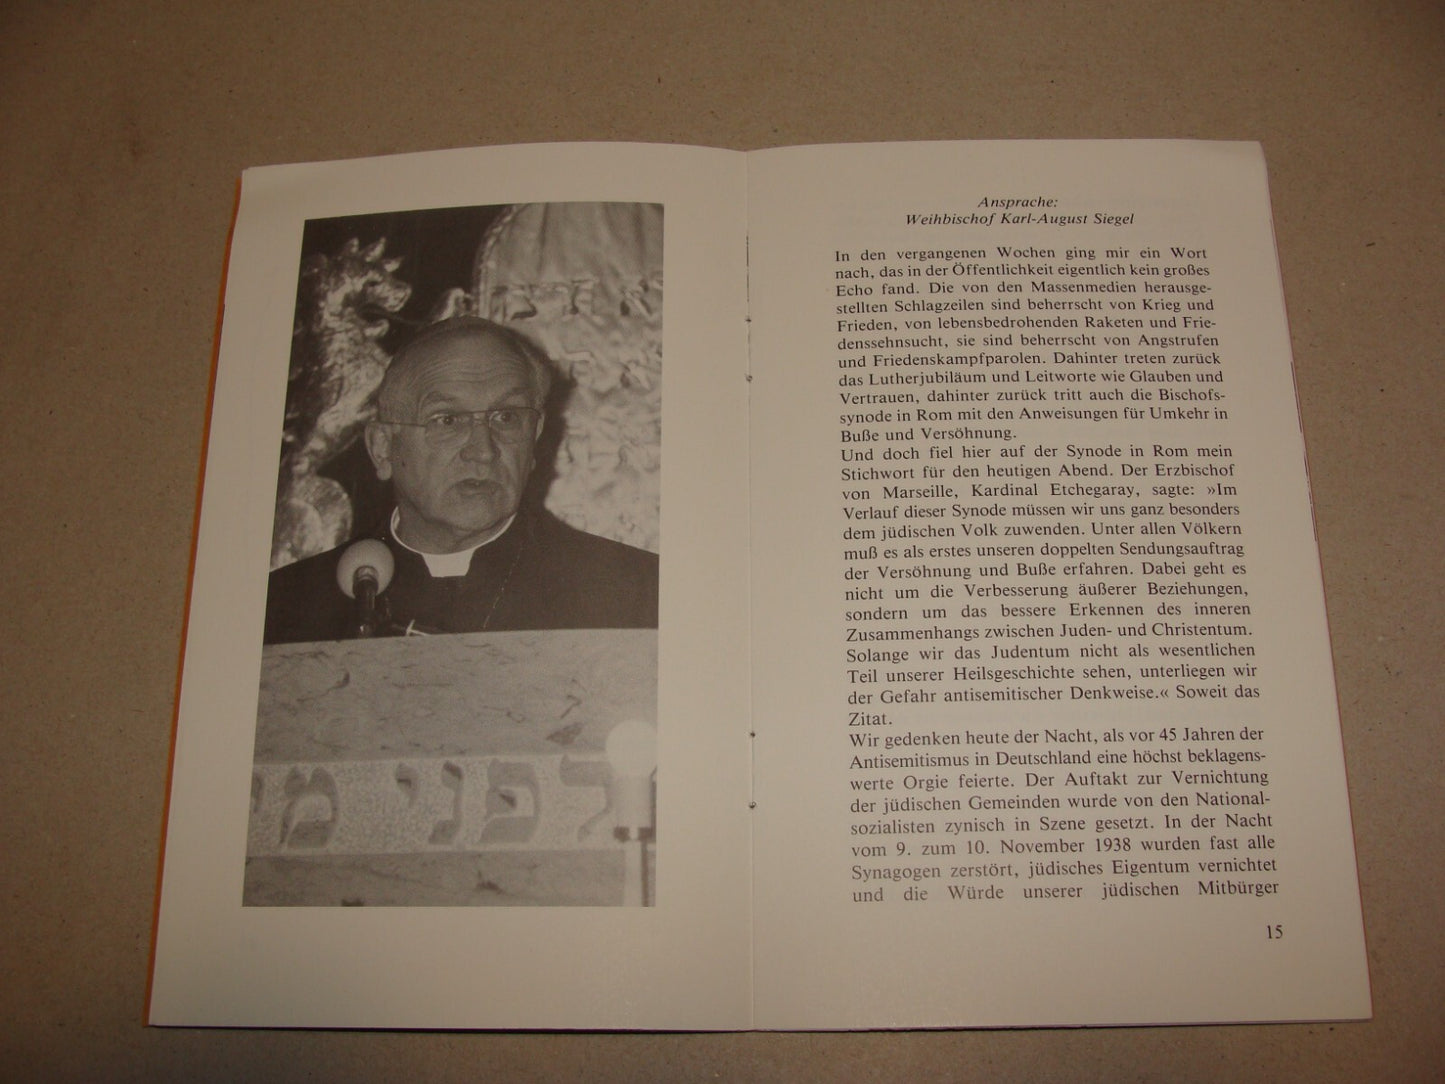 מ לפני
Ansprache:
Weihbischof Karl-August Siegel
In den vergangenen Wochen ging mir ein Wort
nach, das in der Öffentlichkeit eigentlich kein großes
Echo fand. Die von den Massenmedien herausge-
stellten Schlagzeilen sind beherrscht von Krieg und
Frieden, von lebensbedrohenden Raketen und Frie-
denssehnsucht, sie sind beherrscht von Angstrufen
und Friedenskampfparolen. Dahinter treten zurück
das Lutherjubiläum und Leitworte wie Glauben und
Vertrauen, dahinter zurück tritt auch die Bischofs-
synode in Rom mit den Anweisungen für Umkehr in
Buße und Versöhnung.
Und doch fiel hier auf der Synode in Rom mein
Stichwort für den heutigen Abend. Der Erzbischof
von Marseille, Kardinal Etchegaray, sagte: »Im
Verlauf dieser Synode müssen wir uns ganz besonders
dem jüdischen Volk zuwenden. Unter allen Völkern
muß es als erstes unseren doppelten Sendungsauftrag
der Versöhnung und Buße erfahren. Dabei geht es
nicht um die Verbesserung äußerer Beziehungen,
sondern um das bessere Erkennen des inneren
Zusammenhangs zwischen Juden- und Christentum.
Solange wir das Judentum nicht als wesentlichen
Teil unserer Heilsgeschichte sehen, unterliegen wir
der Gefahr antisemitischer Denkweise.« Soweit das
Zitat.
Wir gedenken heute der Nacht, als vor 45 Jahren der
Antisemitismus in Deutschland eine höchst beklagens-
werte Orgie feierte. Der Auftakt zur Vernichtung
der jüdischen Gemeinden wurde von den National-
sozialisten zynisch in Szene gesetzt. In der Nacht
vom 9. zum 10. November 1938 wurden fast alle
Synagogen zerstört, jüdisches Eigentum vernichtet
und die Würde unserer jüdischen Mitbürger
15